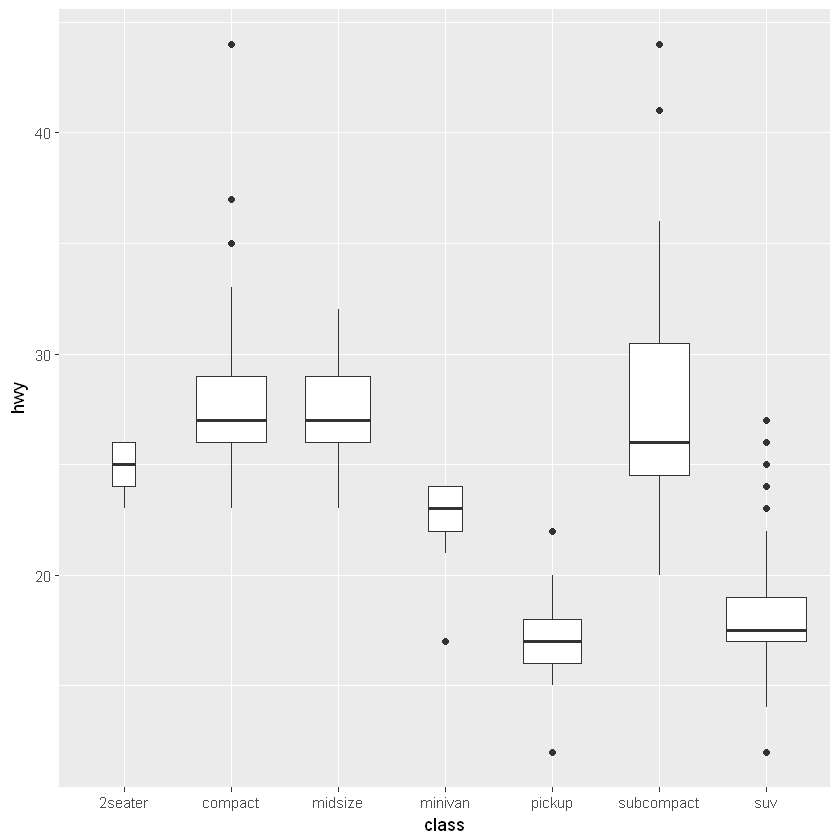 hwy
40
30
20
2seater compact midsize minivan pickup subcompact suv
class